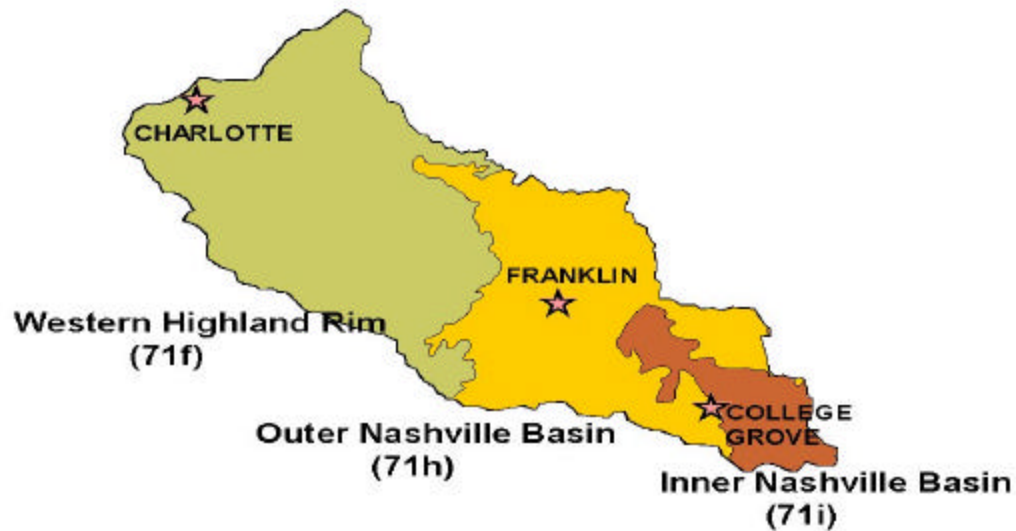 CHARLOTTE
FRANKLIN
Western Highland Rim
(71f)
COLLEGE
GROVE
Outer Nashville Basin
(71h)
Inner Nashville Basin
(71i)